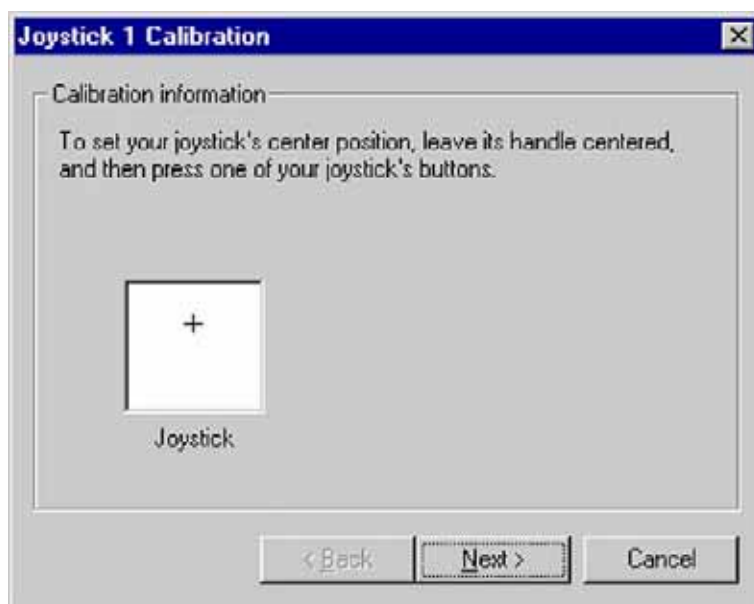 Joystick 1 Calibration
Calibration information
To set your joystick's center position, leave its handle centered,
and then press one of your joystick's buttons.
Joystick
< Back
Next >
Cancel